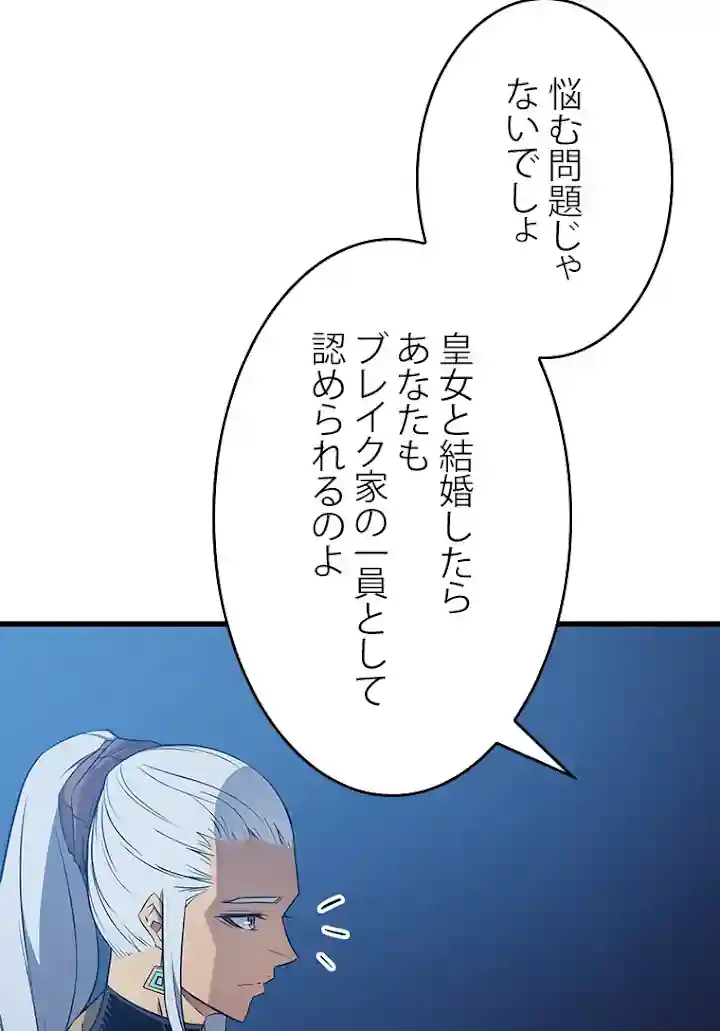 悩む問題じゃ
ないでしょ
皇女と結婚したら
あなたも
ブレイク家の一員として
認められるのよ